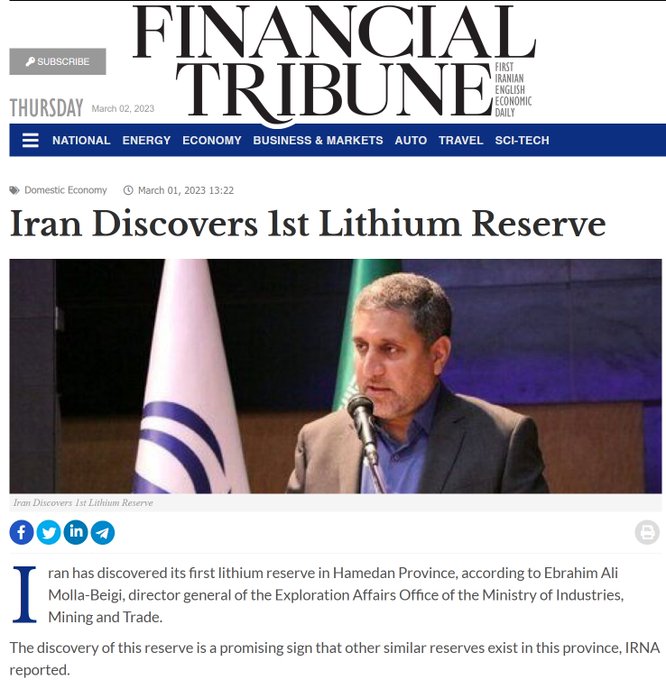 FINANCIAL
TRIBUNE
FIRST
IRANIAN
ENGLISH
ECONOMIC
DAILY
SUBSCRIBE
THURSDAY March 02, 2023
NATIONAL ENERGY ECONOMY BUSINESS & MARKETS AUTO TRAVEL SCI-TECH
Domestic Economy March 01, 2023 13:22
Iran Discovers 1st Lithium Reserve
Iran Discovers 1st Lithium Reserve
Iran has discovered its first lithium reserve in Hamedan Province, according to Ebrahim Ali
Molla-Beigi, director general of the Exploration Affairs Office of the Ministry of Industries,
Mining and Trade.
The discovery of this reserve is a promising sign that other similar reserves exist in this province, IRNA
reported.